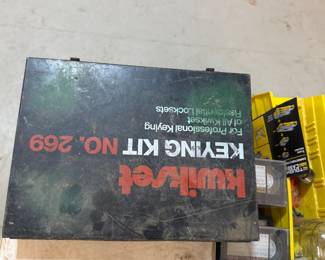 kwikset
KEYING KIT NO. 269
For Professional Keying
of All Kwikset
Residential Locksets